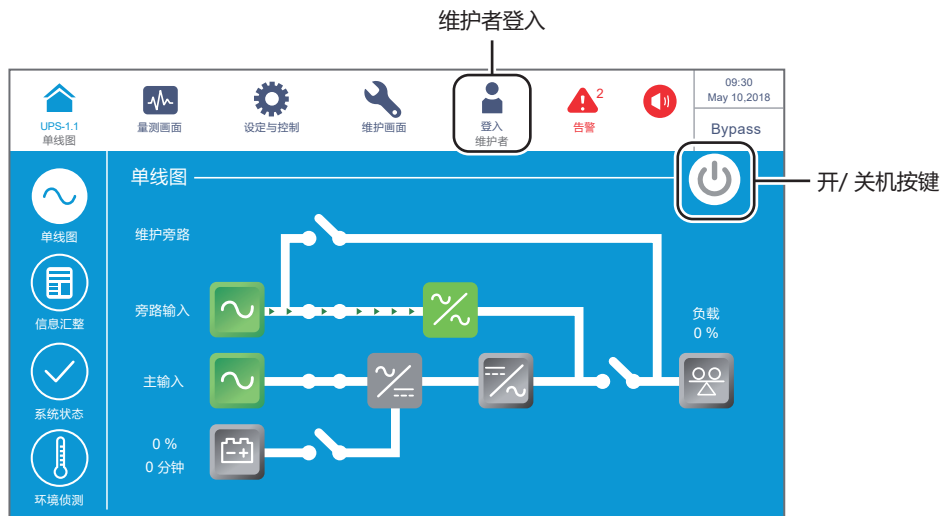 维护者登入
UPS-1.1
单线图
量测画面
设定与控制
维护画面
登入
维护者
2
告警
09:30
May 10,2018
Bypass
单线图
开/ 关机按键
单线图
信息汇整
系统状态
环境侦测
维护旁路
旁路输入
主输入
0 %
0 分钟
负载
0 %